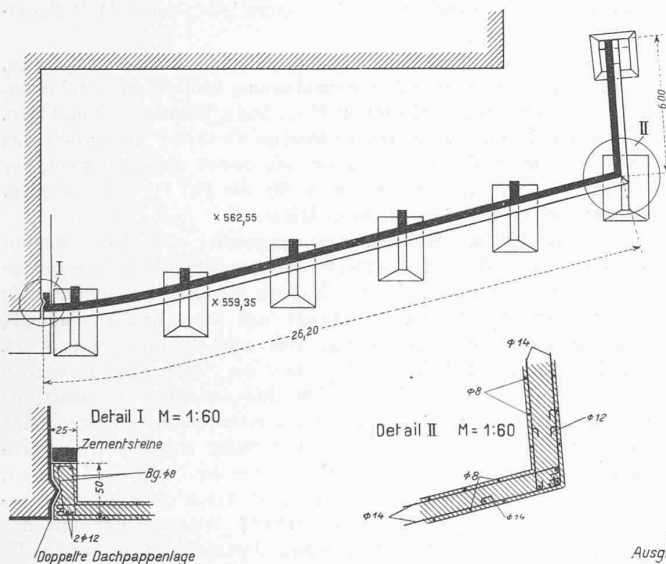 II
6,00
× 562,55
I
× 559,35
26,20
Φ14
Φ8
Φ12
Detail I M = 1:60
25
Zementsteine
Bg.Φ8
50
2Φ12
Doppelte Dachpappenlage
Detail II M = 1:60
Φ8
Φ14
Φ14
Ausg